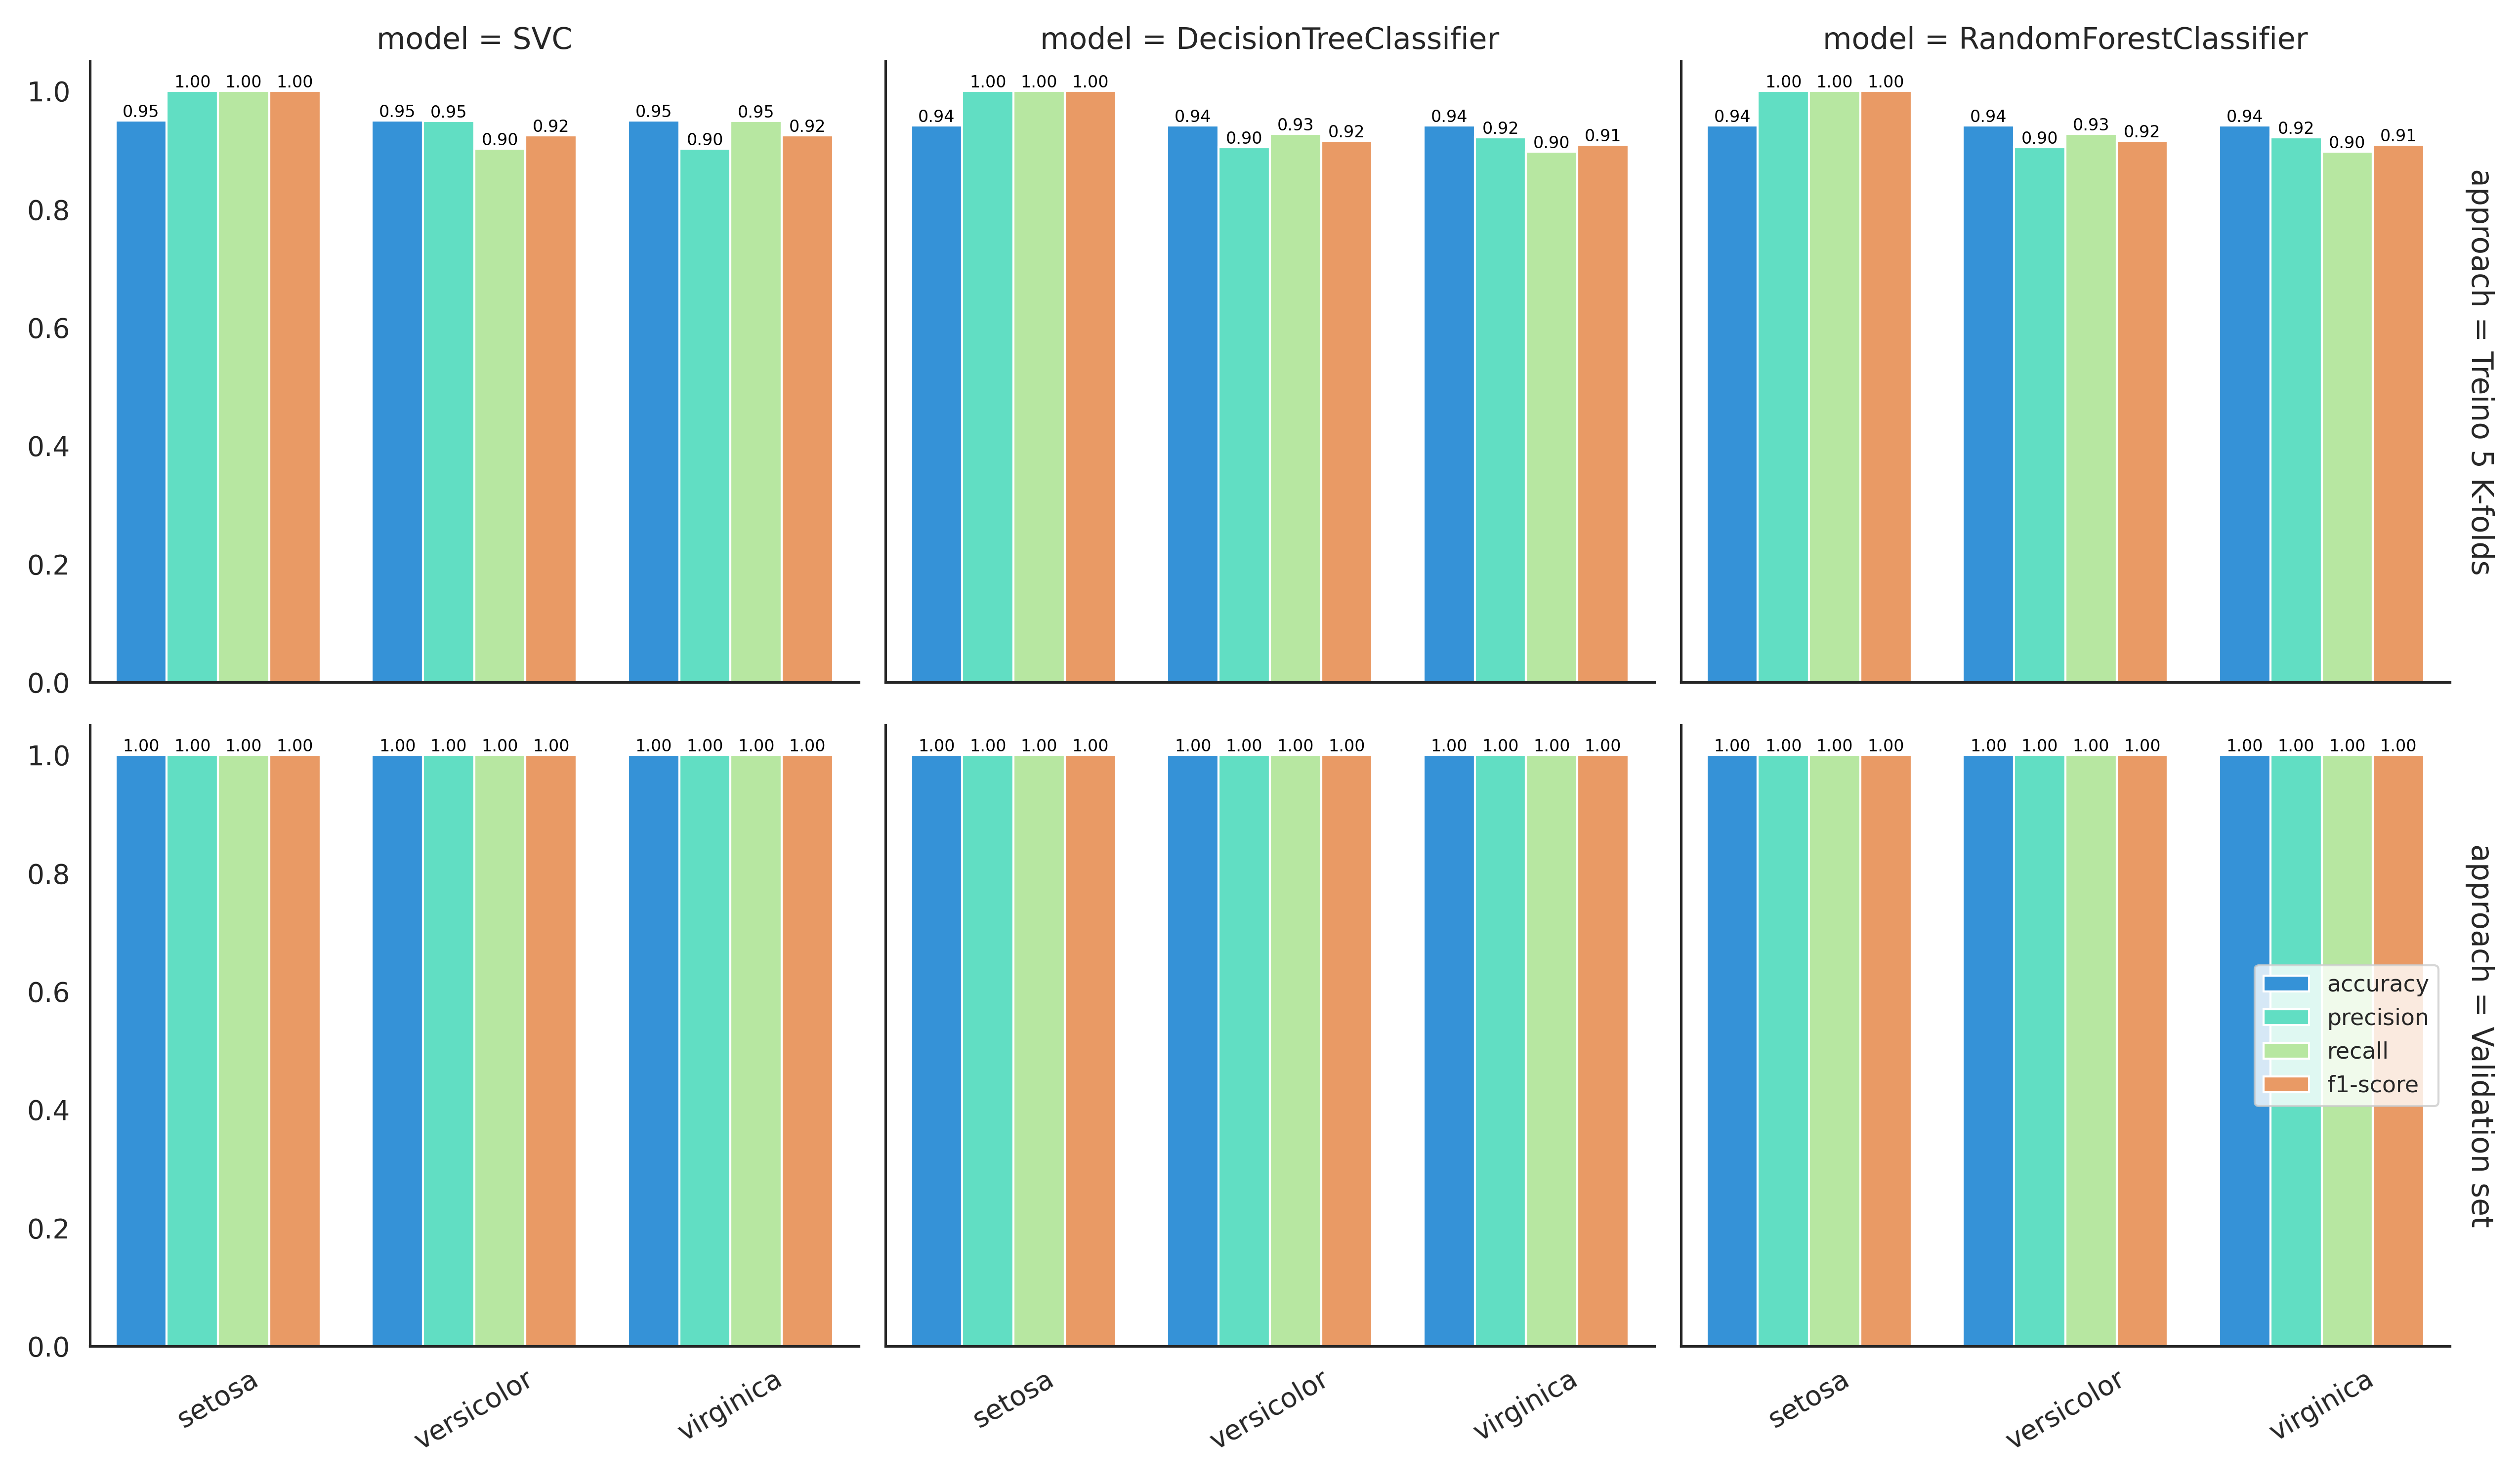 model = SVC
model = DecisionTreeClassifier
model = RandomForestClassifier
1.0
0.8
0.6
0.4
0.2
0.0
0.95 1.00 1.00 1.00
0.95 0.95 0.90 0.92
0.95 0.90 0.95 0.92
0.94 1.00 1.00 1.00
0.94 0.90 0.93 0.92
0.94 0.92 0.90 0.91
0.94 1.00 1.00 1.00
0.94 0.90 0.93 0.92
0.94 0.92 0.90 0.91
approach = Treino 5 K-folds
1.0
0.8
0.6
0.4
0.2
0.0
1.00 1.00 1.00 1.00
1.00 1.00 1.00 1.00
1.00 1.00 1.00 1.00
1.00 1.00 1.00 1.00
1.00 1.00 1.00 1.00
1.00 1.00 1.00 1.00
1.00 1.00 1.00 1.00
1.00 1.00 1.00 1.00
1.00 1.00 1.00 1.00
accuracy
precision
recall
f1-score
approach = Validation set
setosa
versicolor
virginica
setosa
versicolor
virginica
setosa
versicolor
virginica